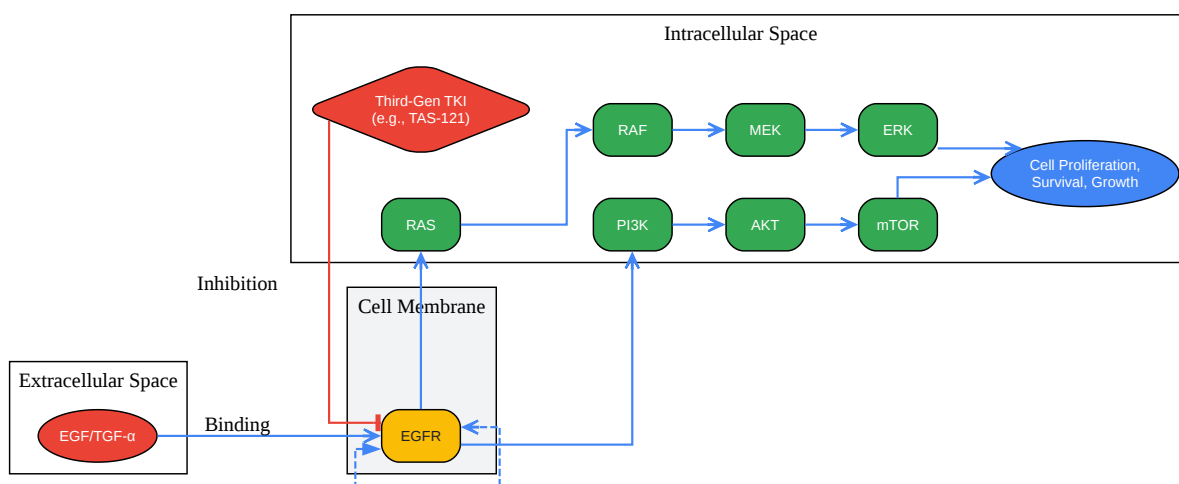 Intracellular Space
Third-Gen TKI
(e.g., TAS-121)
RAF
MEK
ERK
Cell Proliferation,
Survival, Growth
RAS
PI3K
AKT
mTOR
Inhibition
Cell Membrane
Extracellular Space
EGF/TGF-α
Binding
EGFR